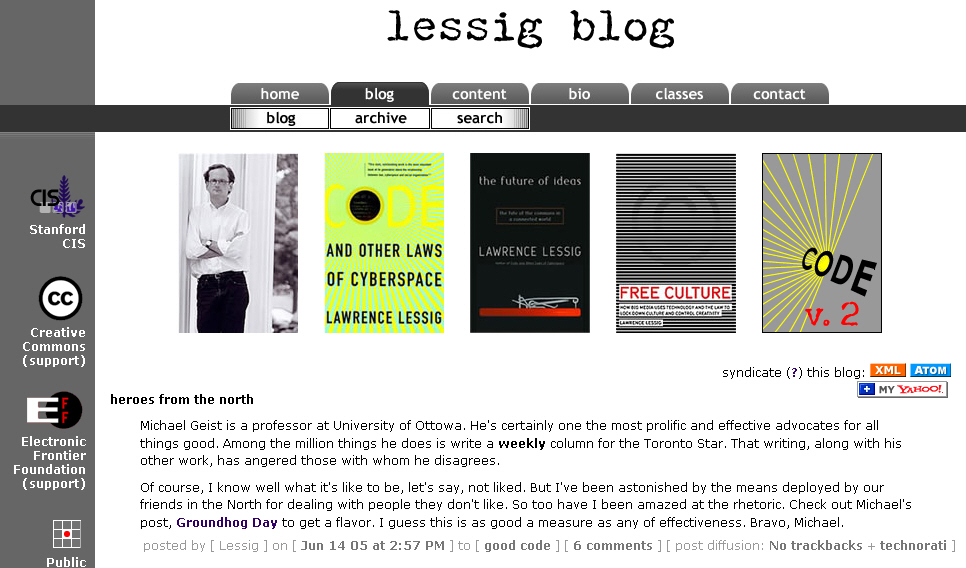 lessig blog
home blog content bio classes contact
blog archive search
CIS
Stanford
CIS
CC
Creative
Commons
(support)
EFF
Electronic
Frontier
Foundation
(support)
Public
CODE
AND OTHER LAWS
OF CYBERSPACE
LAWRENCE LESSIG
the future of ideas
the fate of the commons in
a connected world
LAWRENCE LESSIG
FREE CULTURE
HOW BIG MEDIA USES TECHNOLOGY AND THE LAW TO
LOCK DOWN CULTURE AND CONTROL CREATIVITY
LAWRENCE LESSIG
CODE
v. 2
syndicate (?) this blog: XML ATOM
+ MY YAHOO!
heroes from the north
Michael Geist is a professor at University of Ottowa. He's certainly one the most prolific and effective advocates for all
things good. Among the million things he does is write a weekly column for the Toronto Star. That writing, along with his
other work, has angered those with whom he disagrees.
Of course, I know well what it's like to be, let's say, not liked. But I've been astonished by the means deployed by our
friends in the North for dealing with people they don't like. So too have I been amazed at the rhetoric. Check out Michael's
post, Groundhog Day to get a flavor. I guess this is as good a measure as any of effectiveness. Bravo, Michael.
posted by [ Lessig ] on [ Jun 14 05 at 2:57 PM ] to [ good code ] [ 6 comments ] [ post diffusion: No trackbacks + technorati ]